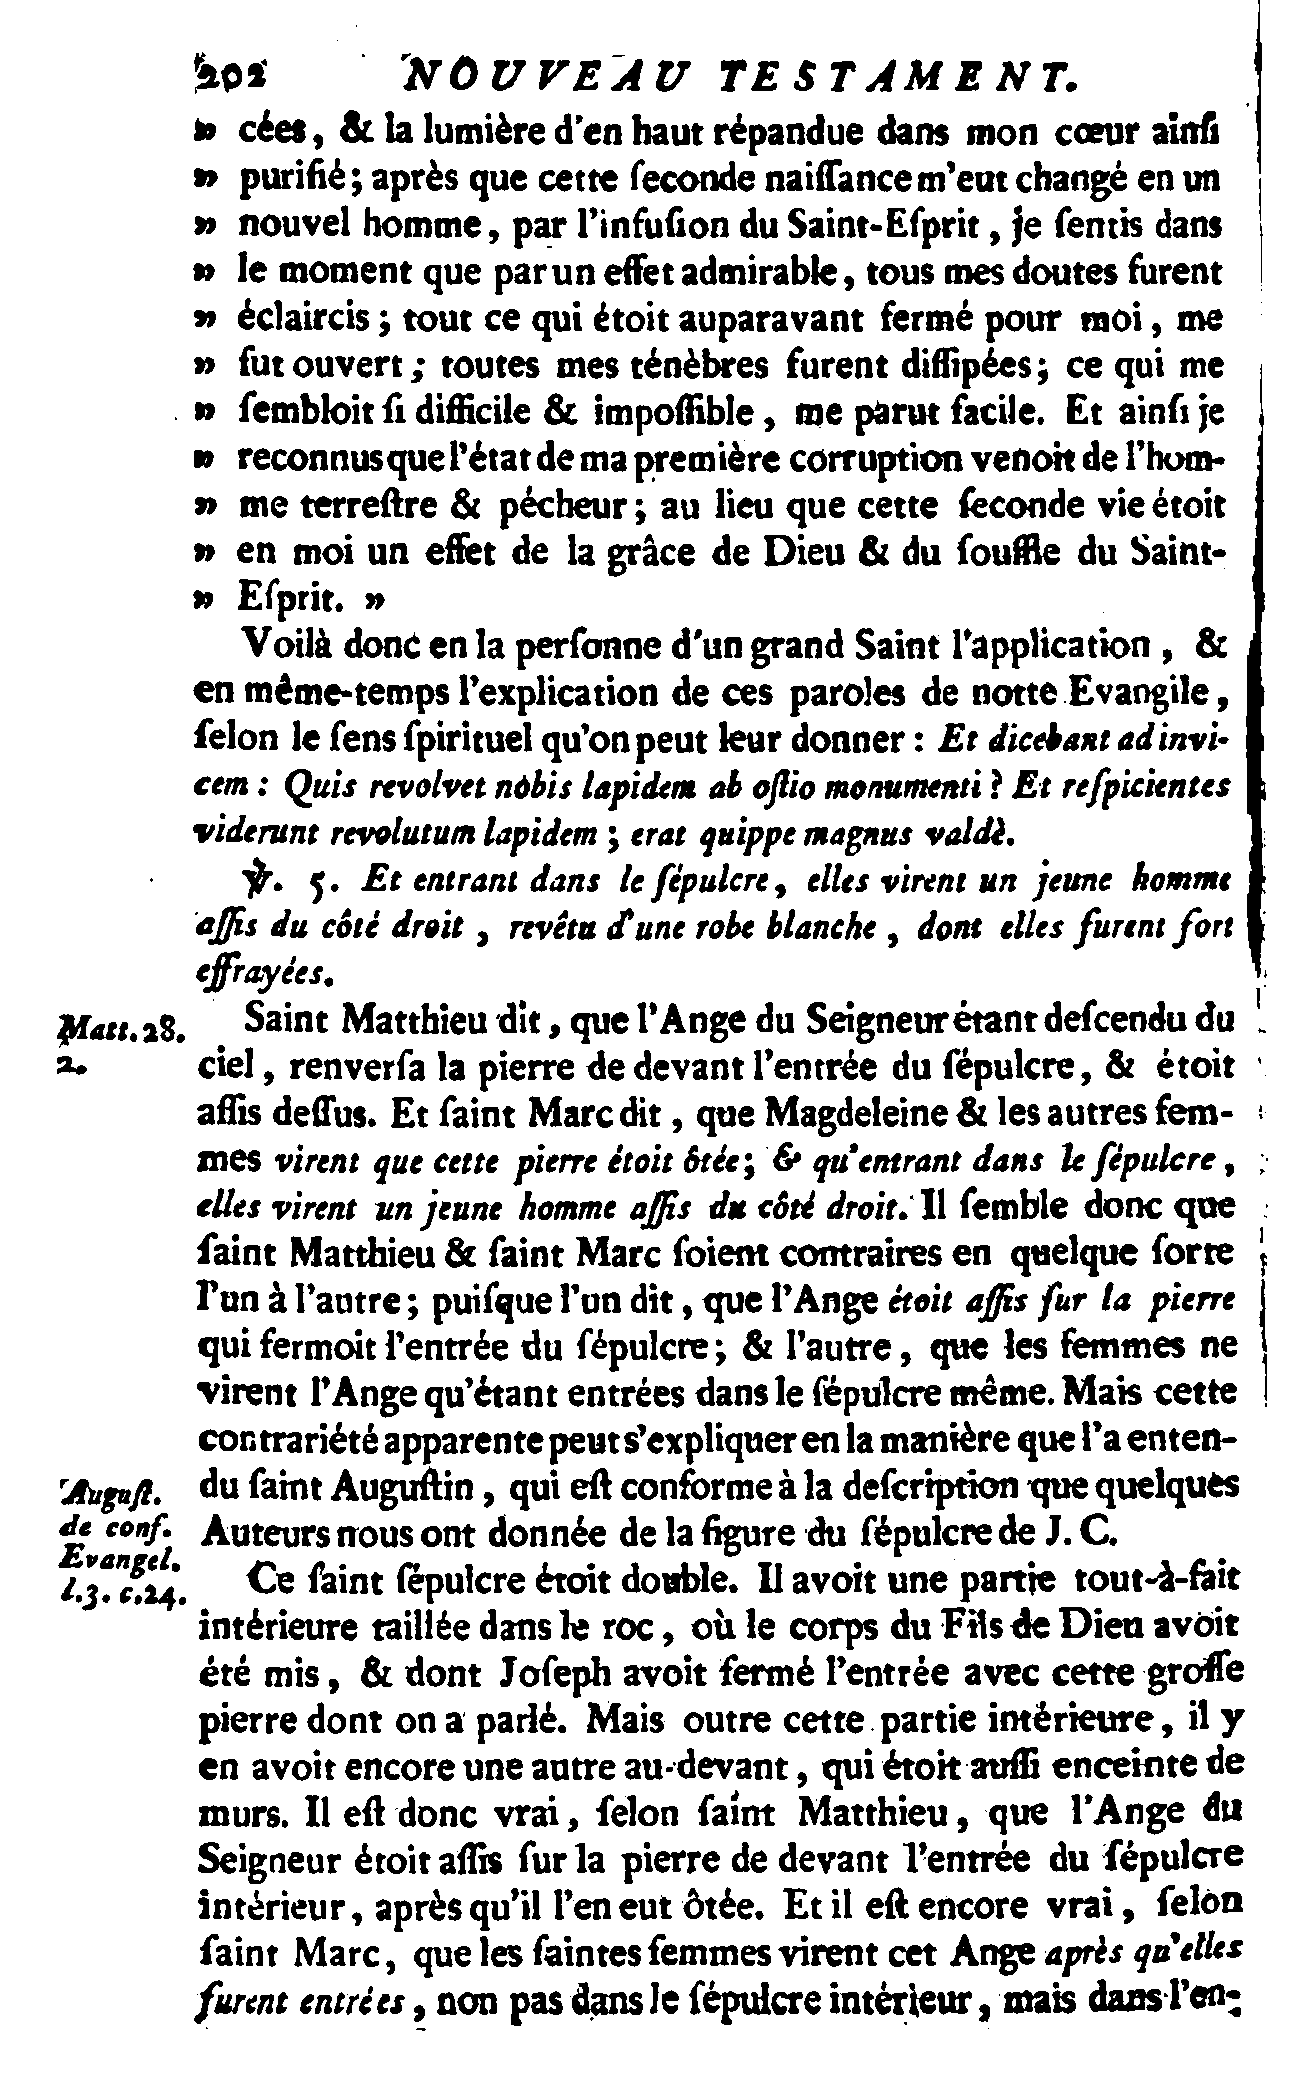 202 NOUVEAU TESTAMENT.
» cées, & la lumière d'en haut répandue dans mon cœur ainſi
» purifié; après que cette ſeconde naiſſance m'eut changé en un
» nouvel homme, par l'infuſion du Saint-Eſprit, je ſentis dans
» le moment que par un effet admirable, tous mes doutes furent
» éclaircis; tout ce qui étoit auparavant fermé pour moi, me
» fut ouvert; toutes mes ténèbres furent diſſipées; ce qui me
» ſembloit ſi difficile & impoſſible, me parut facile. Et ainſi je
» reconnus que l'état de ma première corruption venoit de l'hom-
» me terreſtre & pécheur; au lieu que cette ſeconde vie étoit
» en moi un effet de la grâce de Dieu & du ſouffle du Saint-
» Eſprit. »
Voilà donc en la perſonne d'un grand Saint l'application, &
en même-temps l'explication de ces paroles de notte Evangile,
ſelon le ſens ſpirituel qu'on peut leur donner : Et dicebant ad invi-
cem : Quis revolvet nobis lapidem ab oſtio monumenti ? Et reſpicientes
viderunt revolutum lapidem ; erat quippe magnus valdè.
℣. 5. Et entrant dans le ſépulcre, elles virent un jeune homme
aſſis du côté droit, revêtu d'une robe blanche, dont elles furent fort
effrayées.
Matt. 28.
2.
Saint Matthieu dit, que l'Ange du Seigneur étant deſcendu du
ciel, renverſa la pierre de devant l'entrée du ſépulcre, & étoit
aſſis deſſus. Et ſaint Marc dit, que Magdeleine & les autres fem-
mes virent que cette pierre étoit ôtée; & qu'entrant dans le ſépulcre,
elles virent un jeune homme aſſis du côté droit. Il ſemble donc que
ſaint Matthieu & ſaint Marc ſoient contraires en quelque ſorte
l'un à l'autre; puiſque l'un dit, que l'Ange étoit aſſis ſur la pierre
qui fermoit l'entrée du ſépulcre; & l'autre, que les femmes ne
virent l'Ange qu'étant entrées dans le ſépulcre même. Mais cette
contrariété apparente peut s'expliquer en la manière que l'a enten-
du ſaint Auguſtin, qui eſt conforme à la deſcription que quelques
Auteurs nous ont donnée de la figure du ſépulcre de J. C.
Auguſt.
de conf.
Evangel.
l. 3. c. 24.
Ce ſaint ſépulcre étoit double. Il avoit une partie tout-à-fait
intérieure taillée dans le roc, où le corps du Fils de Dieu avoit
été mis, & dont Joſeph avoit fermé l'entrée avec cette groſſe
pierre dont on a parlé. Mais outre cette partie intérieure, il y
en avoit encore une autre au-devant, qui étoit auſſi enceinte de
murs. Il eſt donc vrai, ſelon ſaint Matthieu, que l'Ange du
Seigneur étoit aſſis ſur la pierre de devant l'entrée du ſépulcre
intérieur, après qu'il l'en eut ôtée. Et il eſt encore vrai, ſelon
ſaint Marc, que les ſaintes femmes virent cet Ange après qu'elles
furent entrées, non pas dans le ſépulcre intérieur, mais dans l'en-